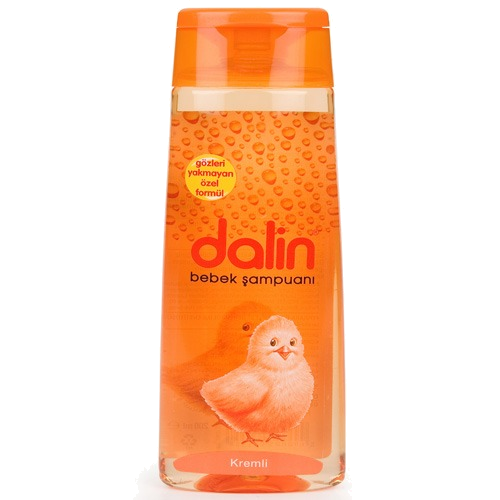 gözleri
yakmayan
özel
formül
dalin
bebek şampuanı
Kremli